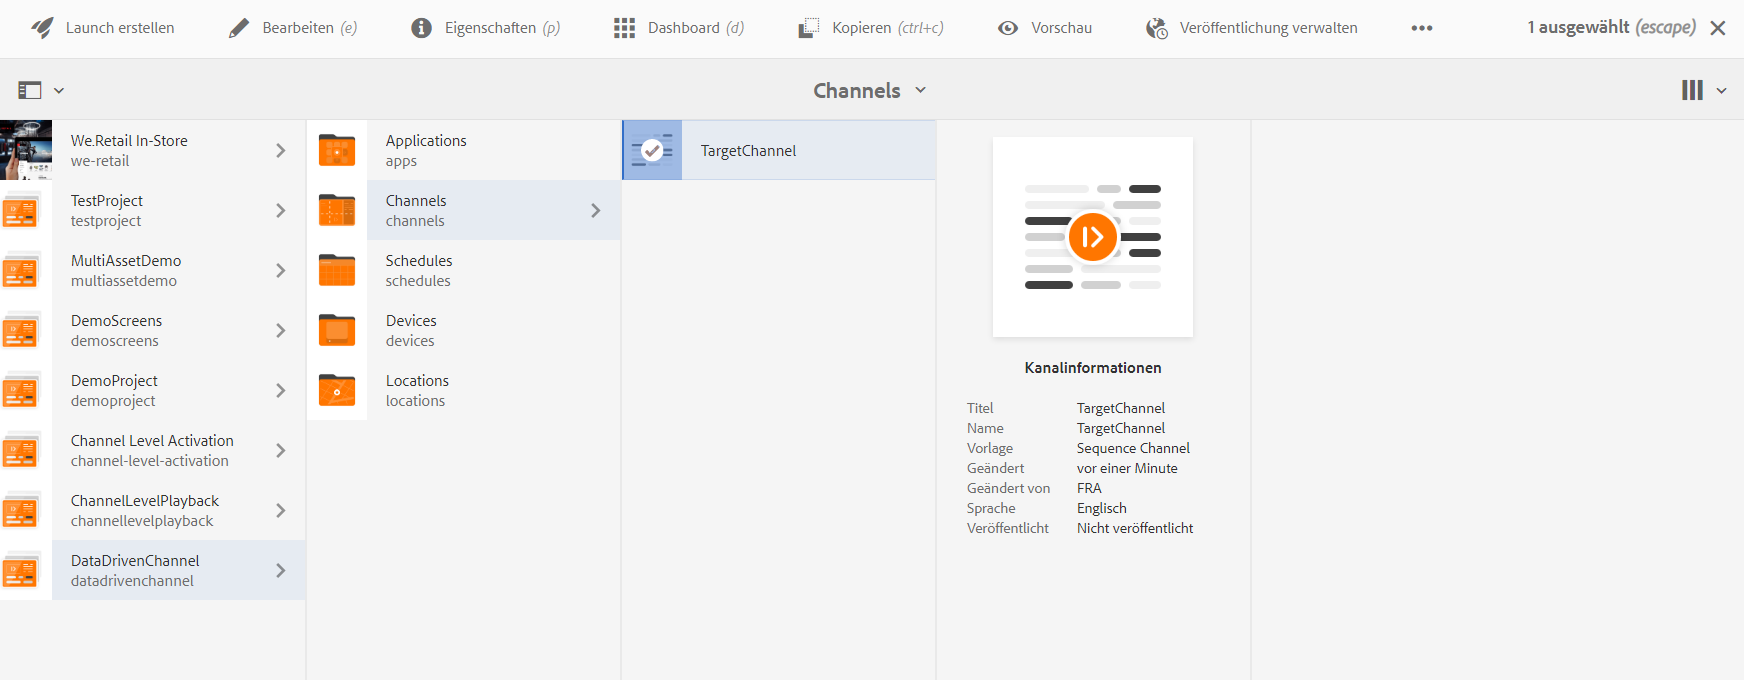 Launch erstellen
Bearbeiten (e)
Eigenschaften (p)
Dashboard (d)
Kopieren (ctrl+c)
Vorschau
Veröffentlichung verwalten
1 ausgewählt (escape)
Channels
We.Retail In-Store
we-retail
TestProject
testproject
MultiAssetDemo
multiassetdemo
DemoScreens
demoscreens
DemoProject
demoproject
Channel Level Activation
channel-level-activation
ChannelLevelPlayback
channellevelplayback
DataDrivenChannel
datadrivenchannel
Applications
apps
Channels
channels
Schedules
schedules
Devices
devices
Locations
locations
TargetChannel
Kanalinformationen
Titel TargetChannel
Name TargetChannel
Vorlage Sequence Channel
Geändert vor einer Minute
Geändert von FRA
Sprache Englisch
Veröffentlicht Nicht veröffentlicht